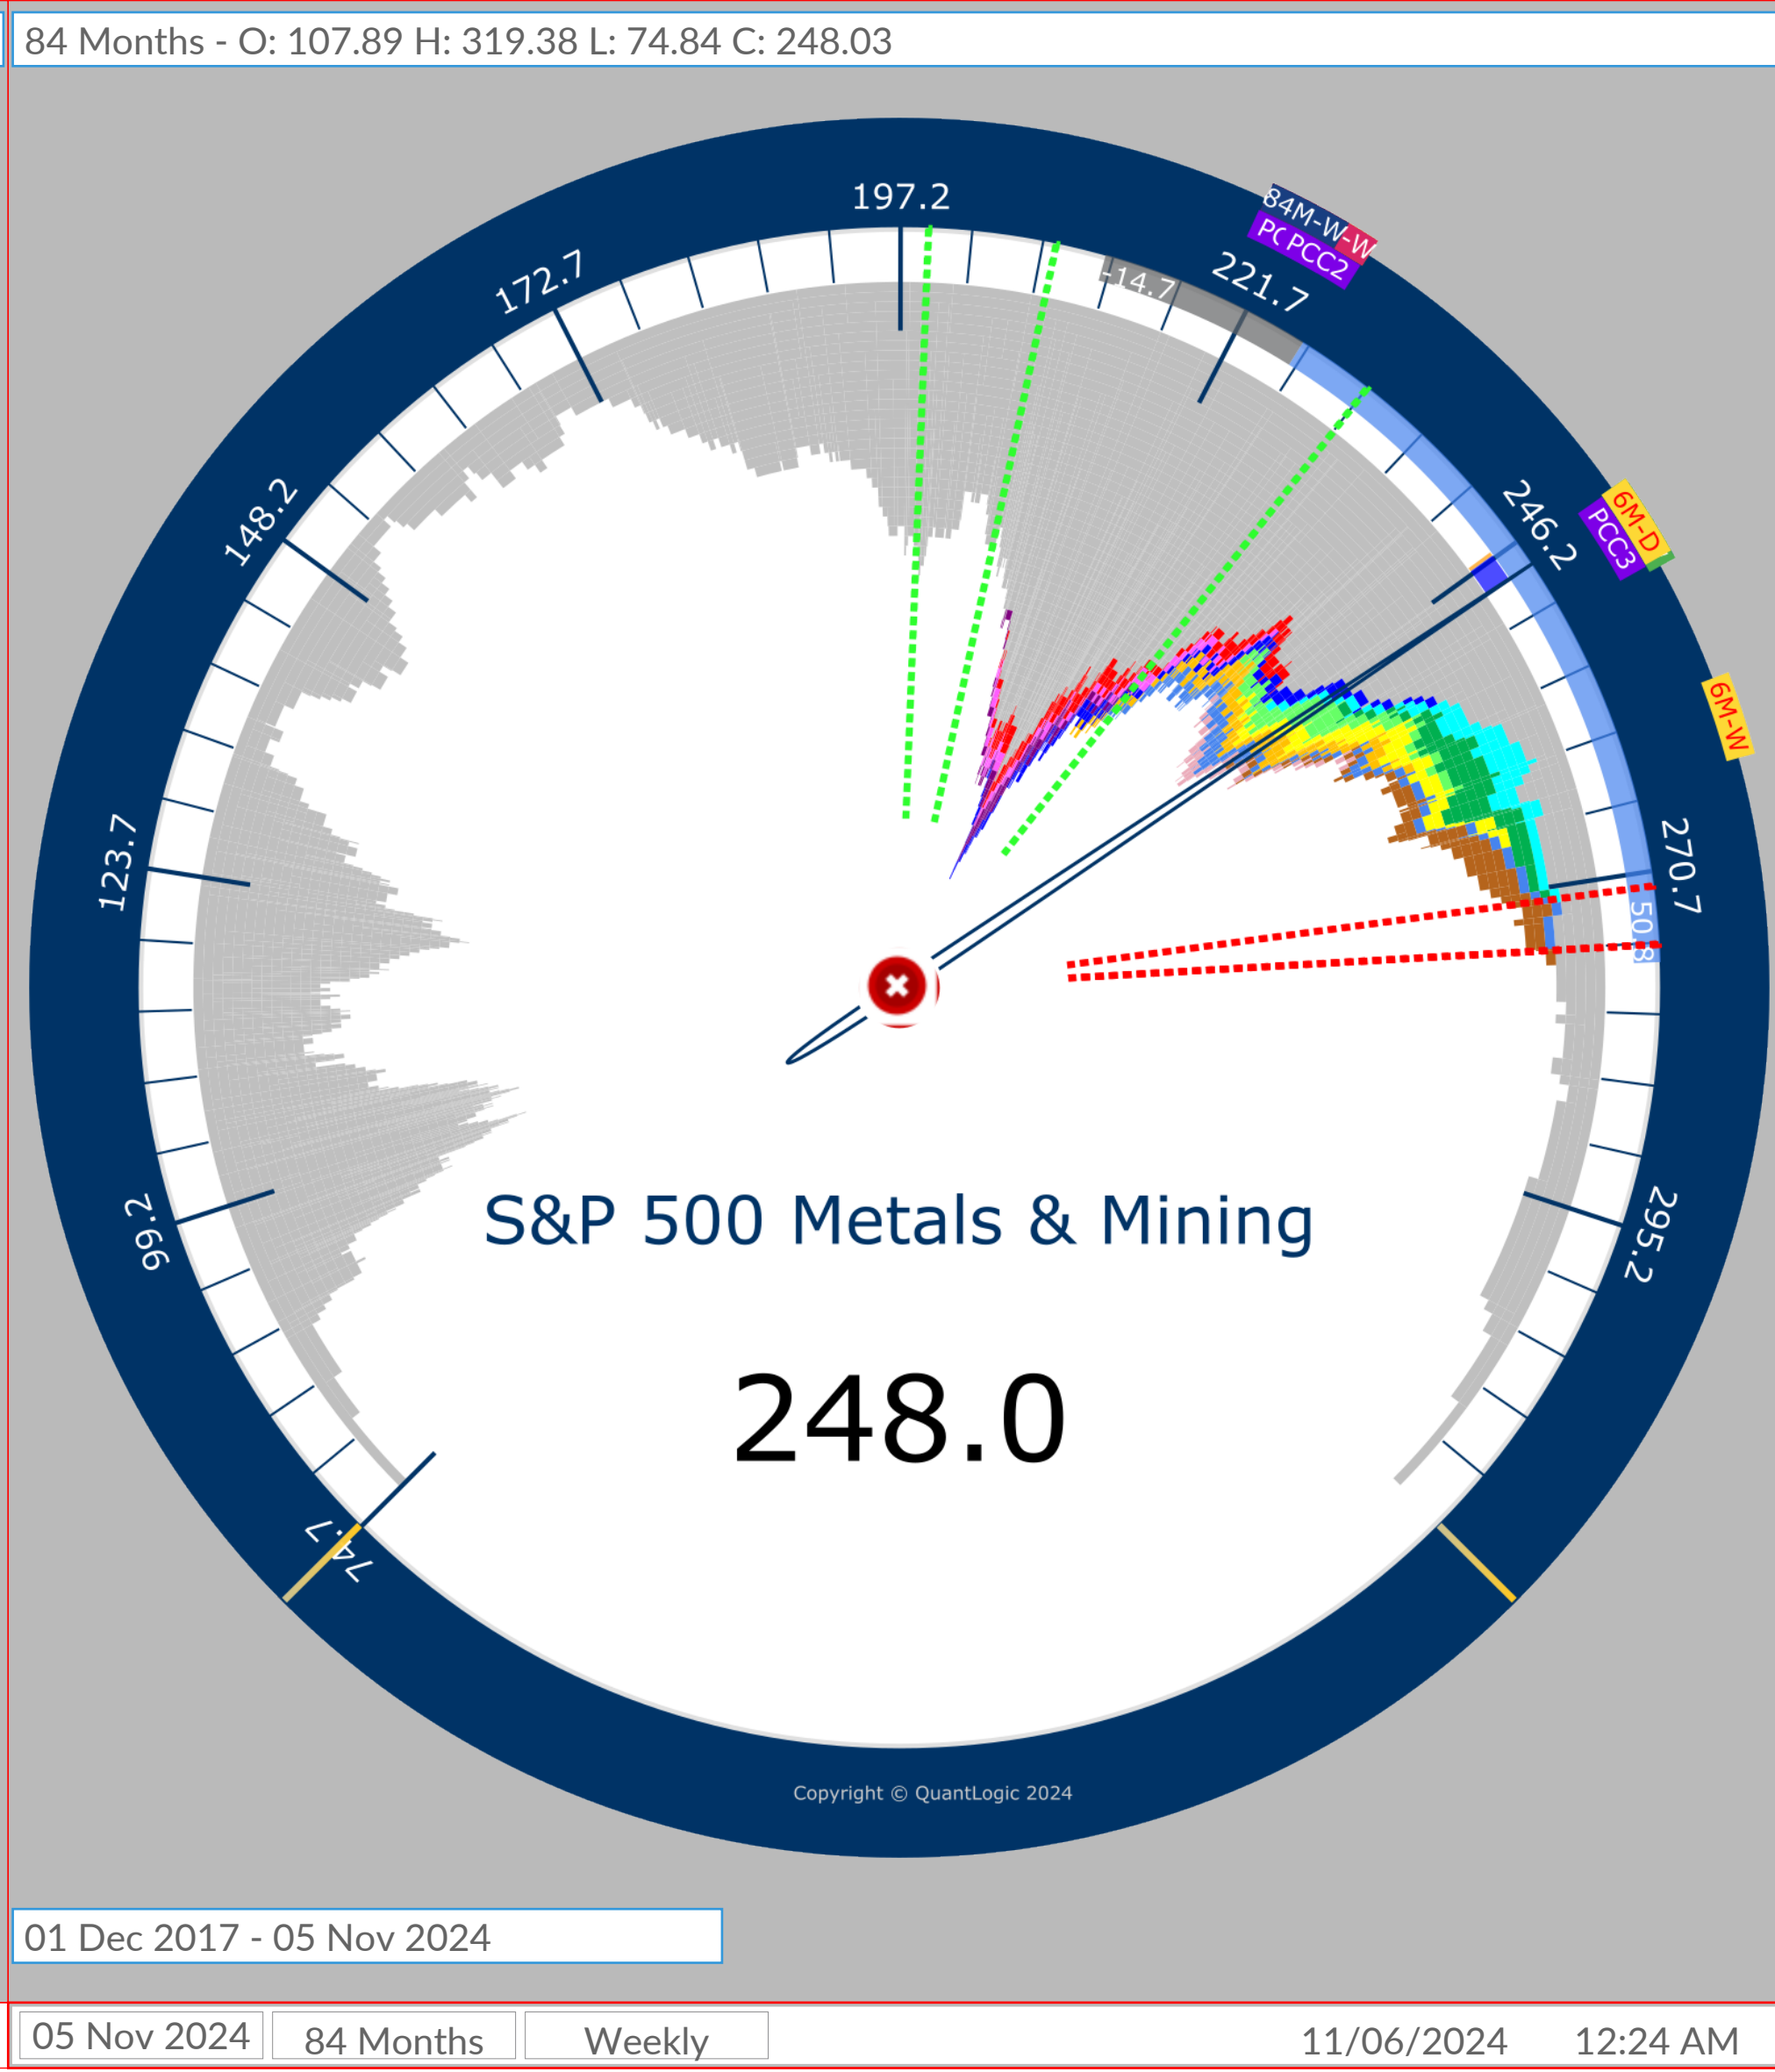 84 Months - O: 107.89 H: 319.38 L: 74.84 C: 248.03
197.2
84M-W-W
PCC2
172.7
-14.7
221.7
148.2
246.2
6M-D
PCC3
6M-W
123.7
270.7
50.8
99.2
295.2
S&P 500 Metals & Mining
248.0
74.7
Copyright © QuantLogic 2024
01 Dec 2017 - 05 Nov 2024
05 Nov 2024
84 Months
Weekly
11/06/2024
12:24 AM